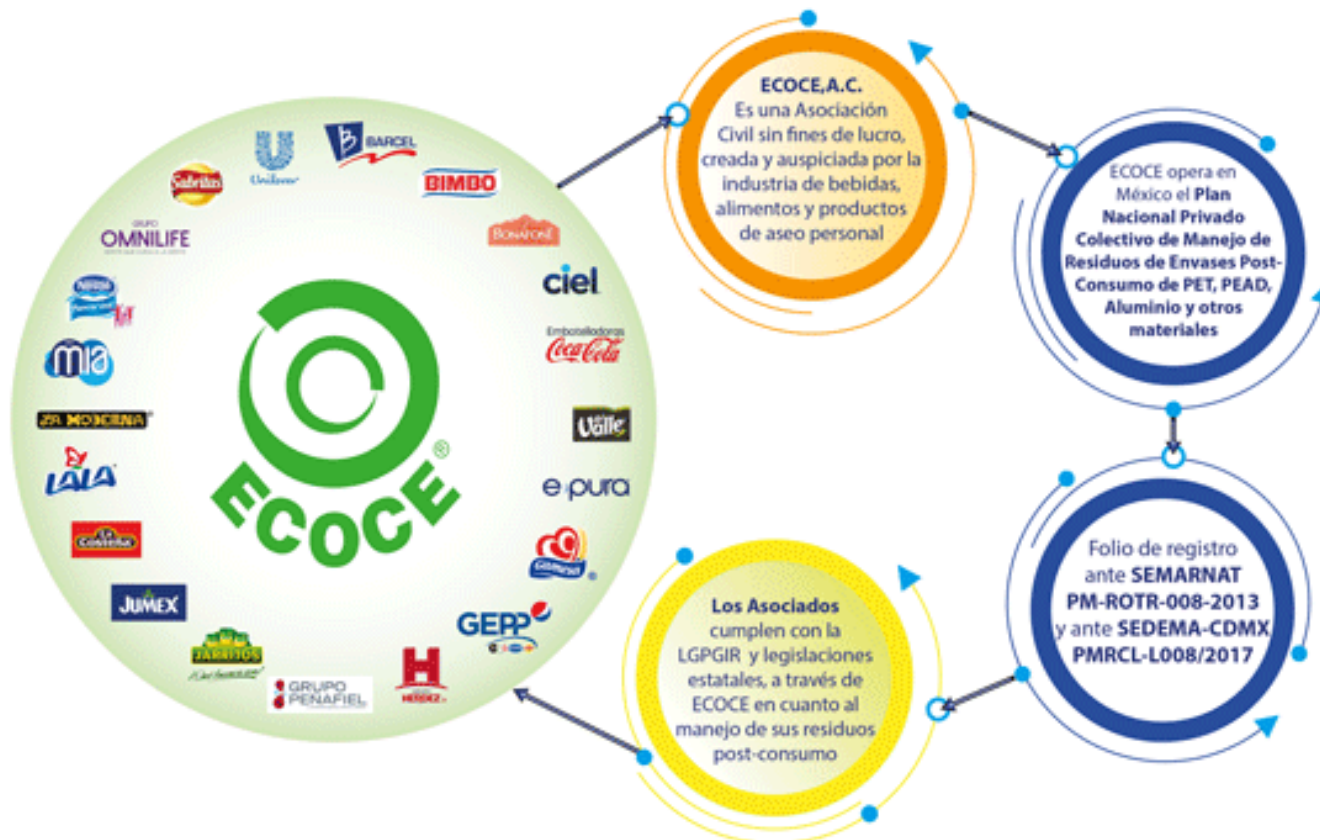 Sabritas
Unilever
BARCEL
BIMBO
BONAFONT
ciel
Embotelladoras
Coca-Cola
del
Valle
e·pura
Gamesa
®
GEPP
HERDEZ
GRUPO
PEÑAFIEL
JARRITOS
JUMEX
La
Costeña
LALA
LA MODERNA®
mia
Nestlé
GRUPO
OMNILIFE
ECOCE®
ECOCE,A.C.
Es una Asociación
Civil sin fines de lucro,
creada y auspiciada por la
industria de bebidas,
alimentos y productos
de aseo personal
ECOCE opera en
México el Plan
Nacional Privado
Colectivo de Manejo de
Residuos de Envases Post-
Consumo de PET, PEAD,
Aluminio y otros
materiales
Folio de registro
ante SEMARNAT
PM-ROTR-008-2013
y ante SEDEMA-CDMX
PMRCL-L008/2017
Los Asociados
cumplen con la
LGPGIR y legislaciones
estatales, a través de
ECOCE en cuanto al
manejo de sus residuos
post-consumo